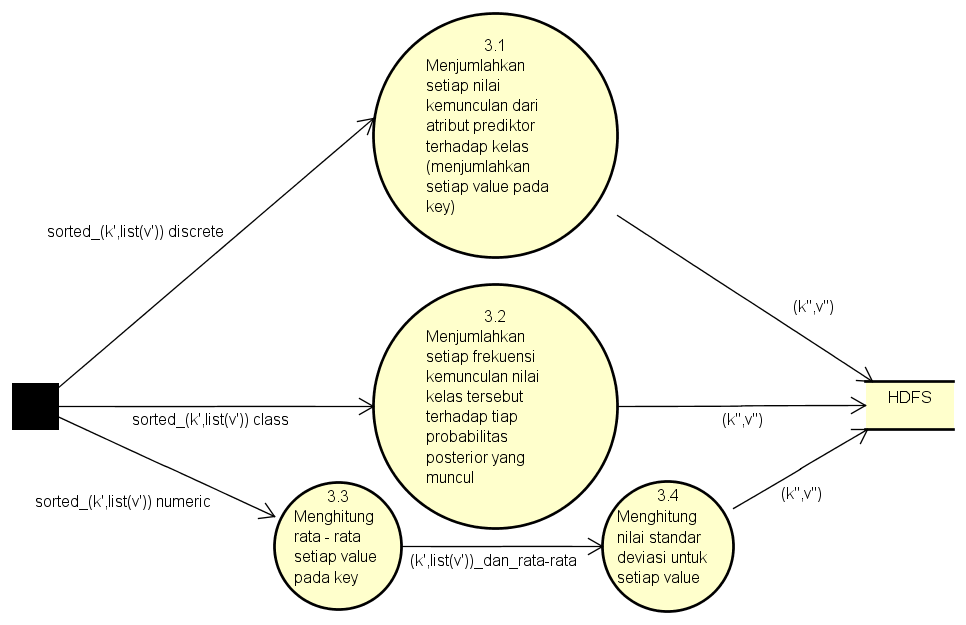 3.1
Menjumlahkan
setiap nilai
kemunculan dari
atribut prediktor
terhadap kelas
(menjumlahkan
setiap value pada
key)
sorted_(k',list(v')) discrete
(k'',v'')
3.2
Menjumlahkan
setiap frekuensi
kemunculan nilai
kelas tersebut
terhadap tiap
probabilitas
posterior yang
muncul
sorted_(k',list(v')) class
(k'',v'')
HDFS
sorted_(k',list(v')) numeric
3.3
Menghitung
rata - rata
setiap value
pada key
(k',list(v'))_dan_rata-rata
3.4
Menghitung
nilai standar
deviasi untuk
setiap value
(k'',v'')